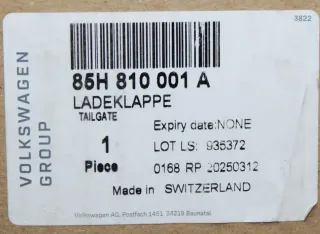 3822
VOLKSWAGEN
GROUP
85H 810 001 A
LADEKLAPPE
TAILGATE
Expiry date:NONE
1
LOT LS: 935372
Piece
0168 RP 20250312
Made in SWITZERLAND
Volkswagen AG, Postfach 1451, 34219 Baunatal